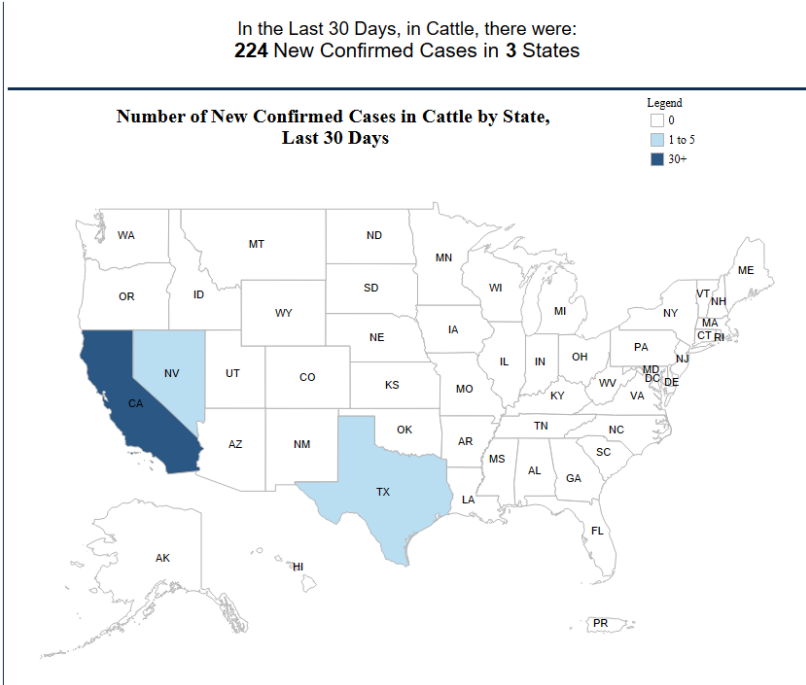 In the Last 30 Days, in Cattle, there were:
224 New Confirmed Cases in 3 States
Number of New Confirmed Cases in Cattle by State,
Last 30 Days
Legend
0
1 to 5
30+
WA
MT
ND
MN
ME
OR
ID
SD
WI
VT
NH
WY
MI
NY
MA
CT
RI
NE
IA
PA
NJ
NV
UT
CO
IL
IN
OH
MD
DC
DE
KS
MO
WV
VA
KY
CA
AZ
NM
OK
AR
TN
NC
MS
AL
SC
GA
TX
LA
FL
AK
HI
PR